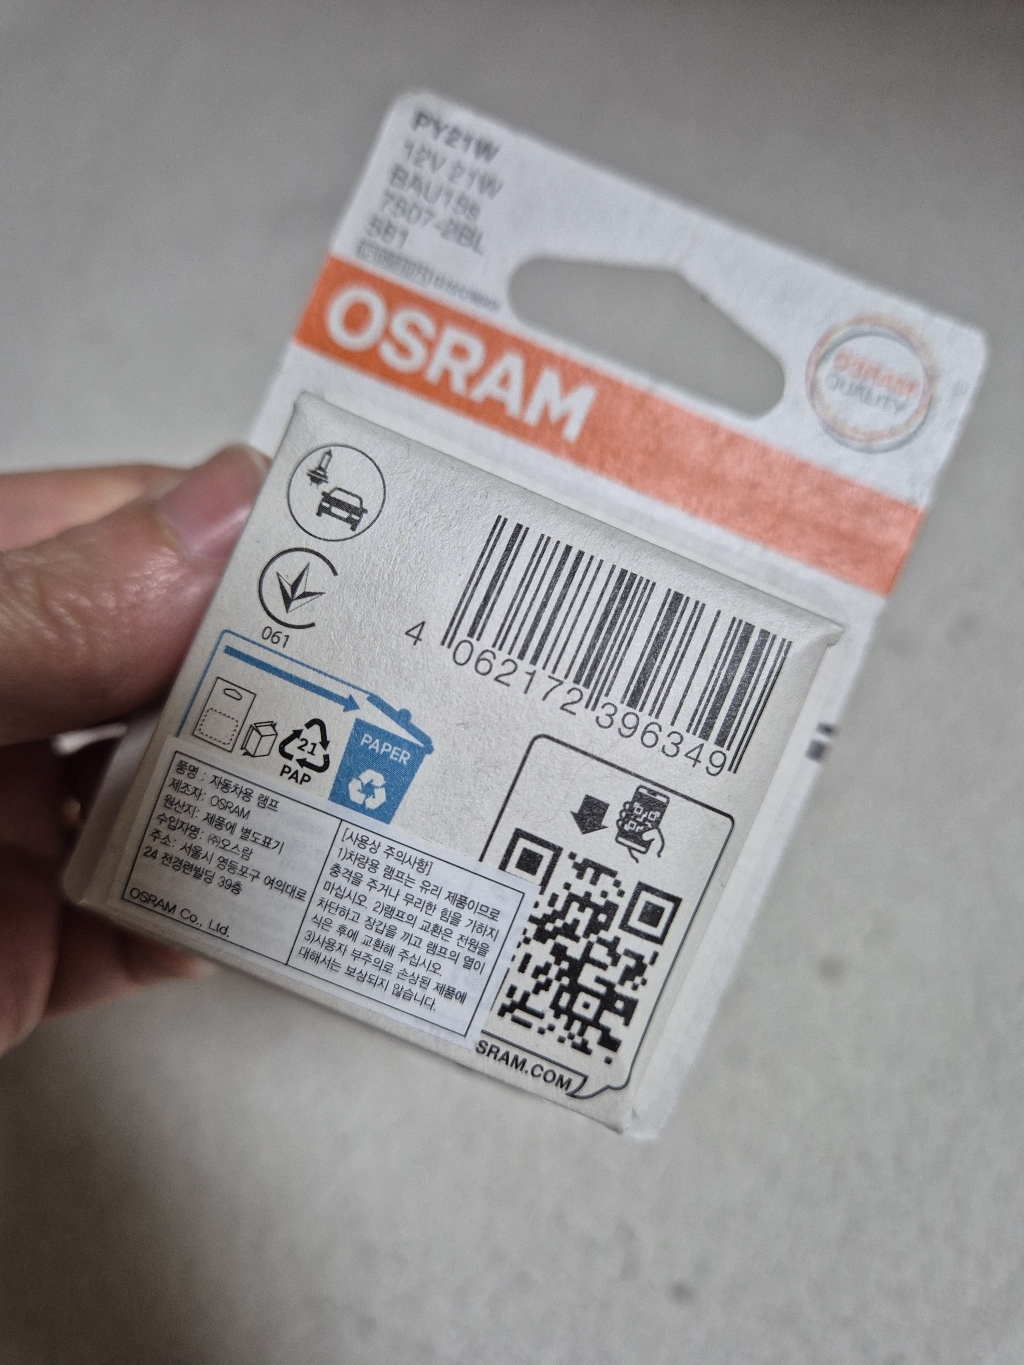 PY21W
12V 21W
BAU15s
7507-2BL
581
OSRAM
QUALITY
061
4 062172 396349
21
PAP
PAPER
품명 : 자동차용 램프
제조자: OSRAM
원산지: 제품에 별도표기
수입자명: ㈜오스람
주소: 서울시 영등포구 여의대로
24 전경련빌딩 39층
OSRAM Co., Ltd.
[사용상 주의사항]
1)차량용 램프는 유리 제품이므로
충격을 주거나 무리한 힘을 가하지
마십시오. 2)램프의 교환은 전원을
차단하고 장갑을 끼고 램프의 열이
식은 후에 교환해 주십시오.
3)사용자 부주의로 손상된 제품에
대해서는 보상되지 않습니다.
SRAM.COM